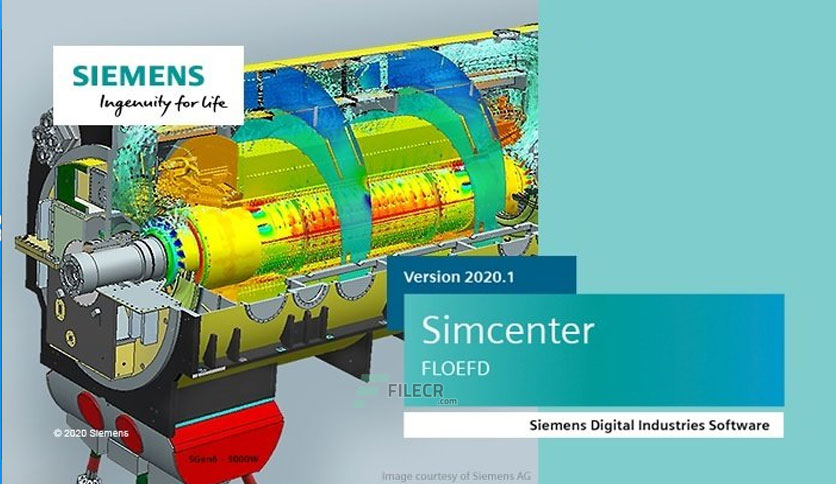 SIEMENS
Ingenuity for life
Version 2020.1
Simcenter
FLOEFD
FILECR
.com
Siemens Digital Industries Software
© 2020 Siemens
SGen6 - 3000W
Image courtesy of Siemens AG